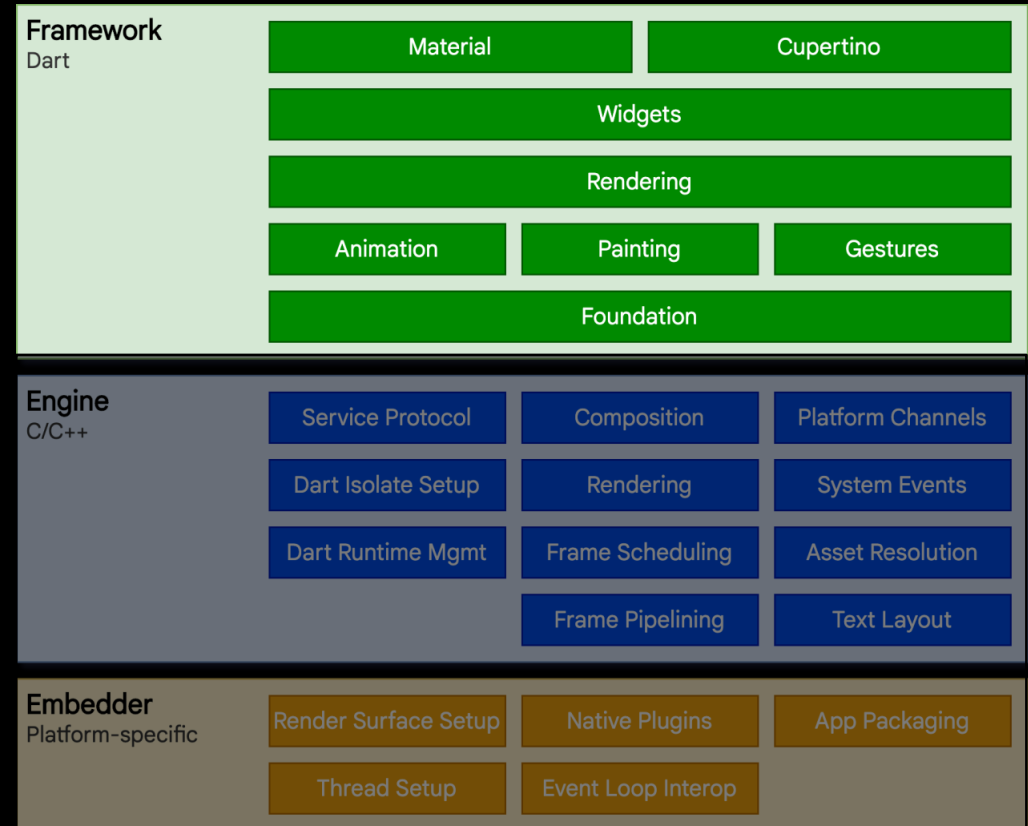 Framework
Dart
Material
Cupertino
Widgets
Rendering
Animation
Painting
Gestures
Foundation
Engine
C/C++
Service Protocol
Composition
Platform Channels
Dart Isolate Setup
Rendering
System Events
Dart Runtime Mgmt
Frame Scheduling
Asset Resolution
Frame Pipelining
Text Layout
Embedder
Platform-specific
Render Surface Setup
Native Plugins
App Packaging
Thread Setup
Event Loop Interop